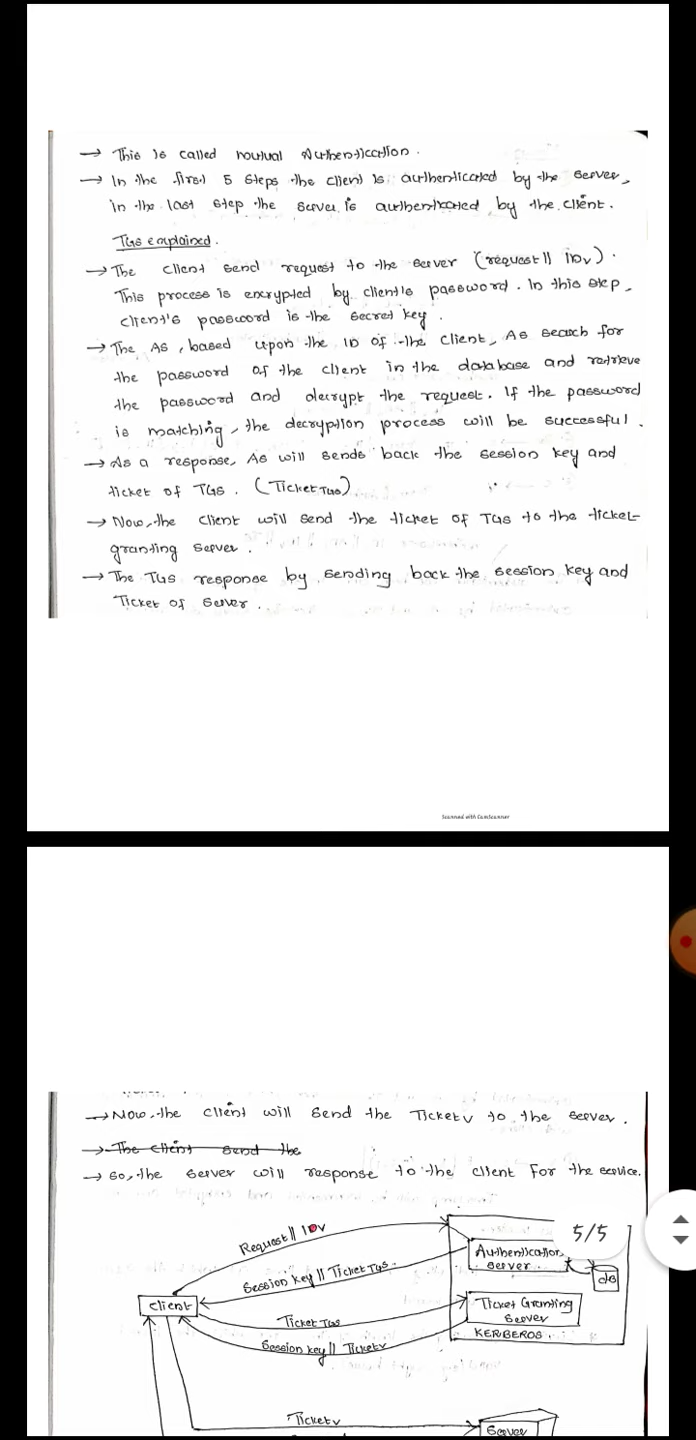 → This is called mutual Authentication.
→ In the first 5 steps the client is authenticated by the server,
in the last step the server is authenticated by the client.
TGS explained.
→ The client send request to the server (request || IDv).
This process is encrypted by client's password. In this step,
client's password is the secret key.
→ The AS, based upon the ID of the client, AS search for
the password of the client in the database and retrieve
the password and decrypt the request. If the password
is matching, the decryption process will be successful.
→ As a response, AS will sends back the session key and
ticket of TGS. (Ticket TGS)
→ Now, the client will send the ticket of TGS to the ticket-
granting server.
→ The TGS response by sending back the session key and
Ticket of server.
Scanned with CamScanner
→ Now, the client will send the Ticketv to the server.
→ The client send the
→ So, the server will response to the client for the service.
5/5
Request || IDv
Authentication
server
Session key || Ticket TGS.
db
client
Ticket Granting
Server
Ticket TGS
KERBEROS
Session key || Ticketv
Ticketv
Server